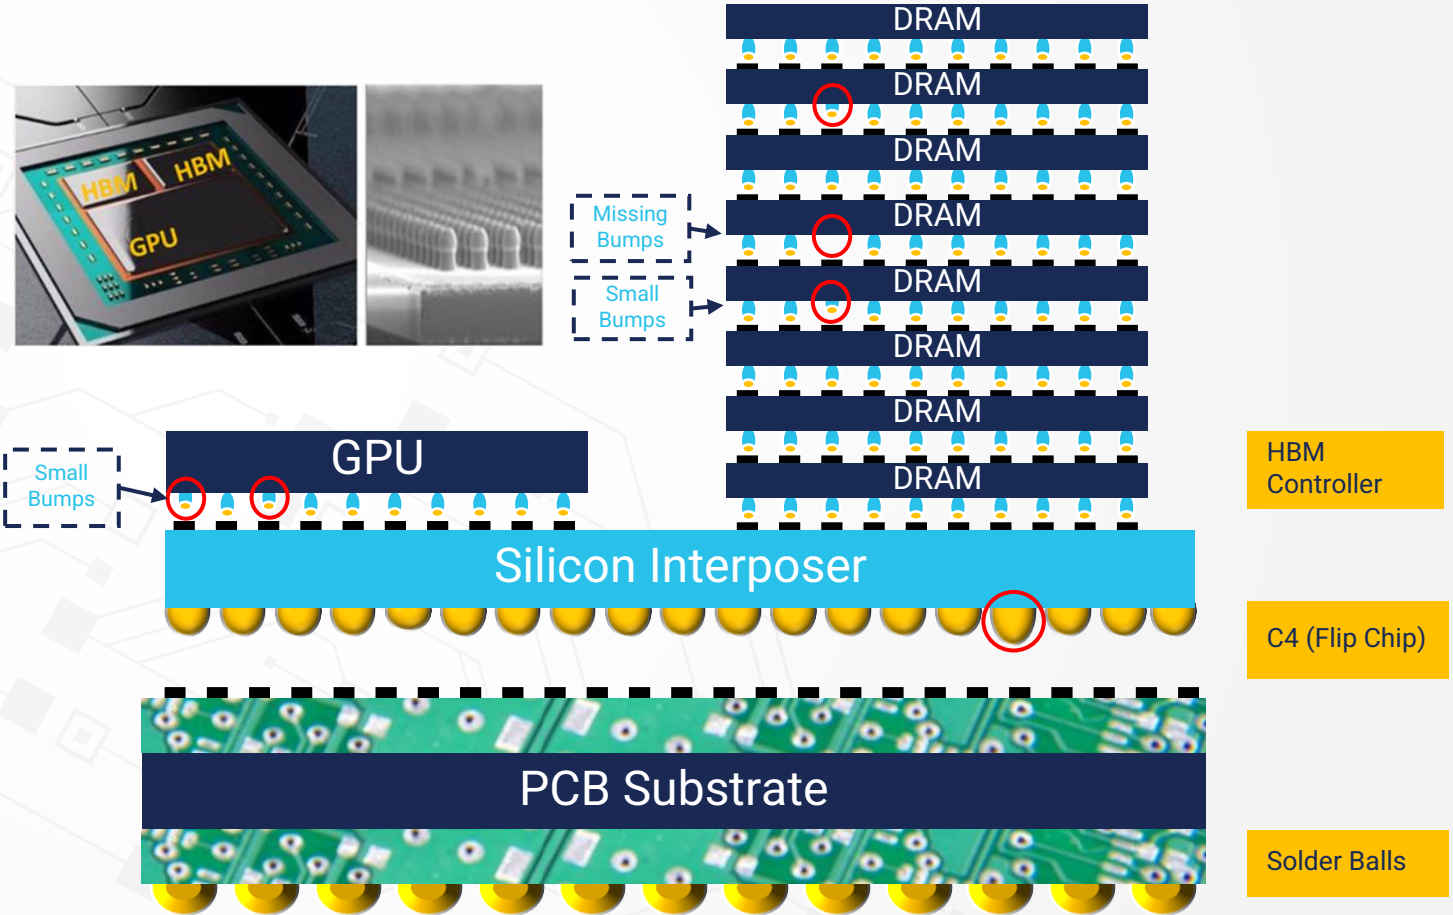 DRAM
DRAM
DRAM
DRAM
DRAM
DRAM
DRAM
DRAM
HBM
HBM
GPU
Missing
Bumps
Small
Bumps
GPU
Small
Bumps
Silicon Interposer
PCB Substrate
HBM
Controller
C4 (Flip Chip)
Solder Balls